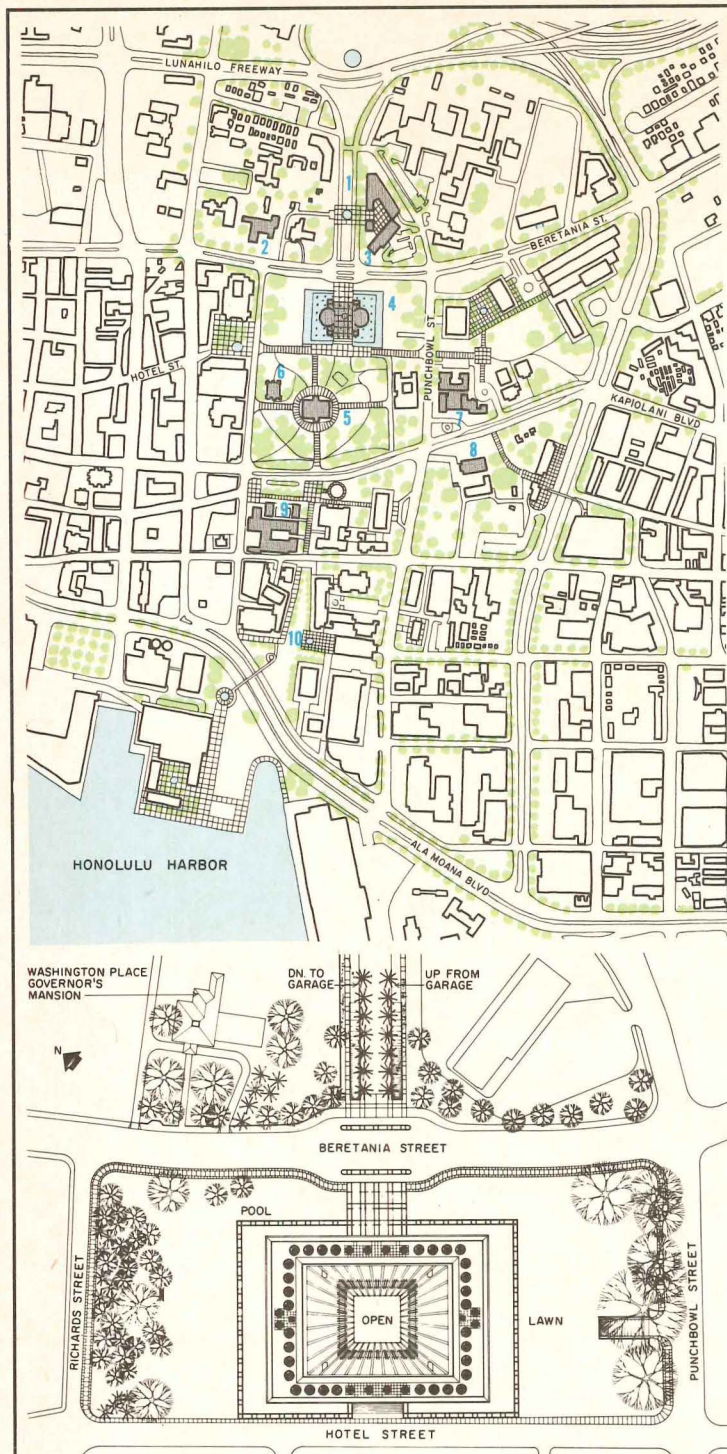 LUNAHILO FREEWAY
1
2
3
BERETANIA ST.
4
PUNCHBOWL ST.
HOTEL ST.
6
5
7
KAPIOLANI BLVD
8
9
10
HONOLULU HARBOR
ALA MOANA BLVD
WASHINGTON PLACE
GOVERNOR'S
MANSION
DN. TO
GARAGE
UP FROM
GARAGE
N
BERETANIA STREET
POOL
RICHARDS STREET
OPEN
LAWN
PUNCHBOWL STREET
HOTEL STREET